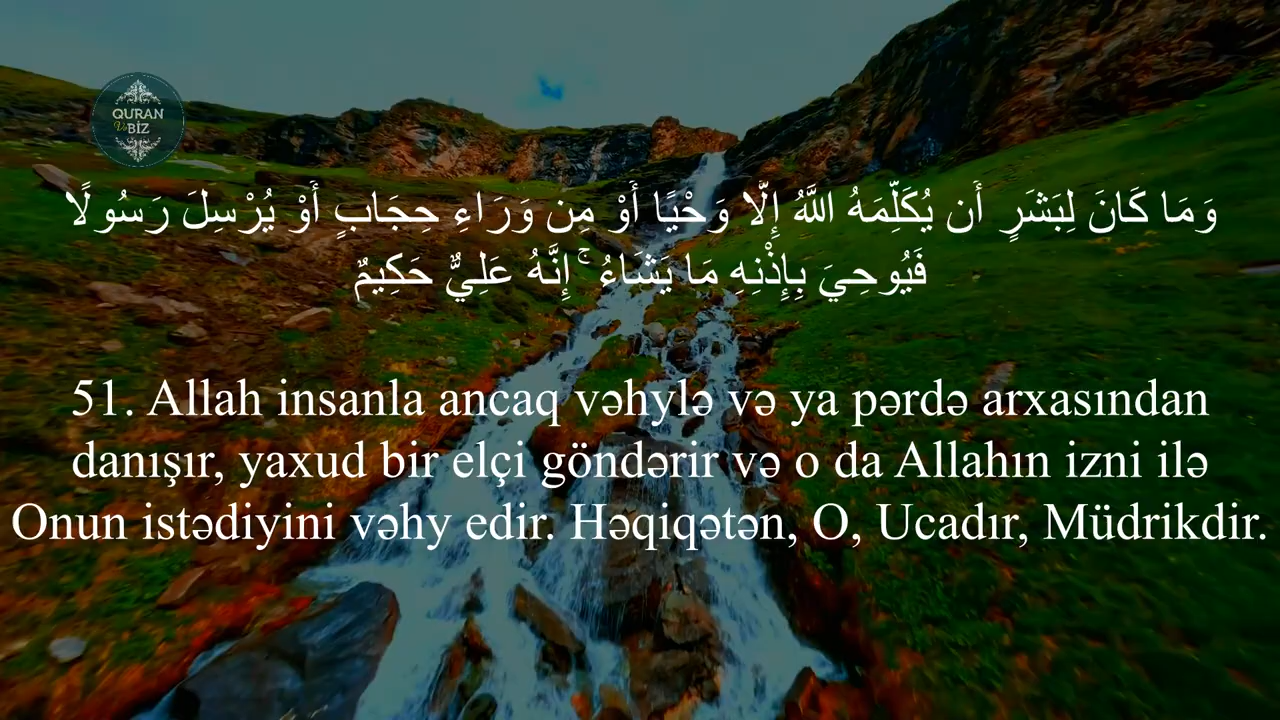 QURAN
Və BİZ
وَمَا كَانَ لِبَشَرٍ أَن يُكَلِّمَهُ اللَّهُ إِلَّا وَحْيًا أَوْ مِن وَرَاءِ حِجَابٍ أَوْ يُرْسِلَ رَسُولًا
فَيُوحِيَ بِإِذْنِهِ مَا يَشَاءُ ۚ إِنَّهُ عَلِيٌّ حَكِيمٌ
51. Allah insanla ancaq vəhylə və ya pərdə arxasından
danışır, yaxud bir elçi göndərir və o da Allahın izni ilə
Onun istədiyini vəhy edir. Həqiqətən, O, Ucadır, Müdrikdir.